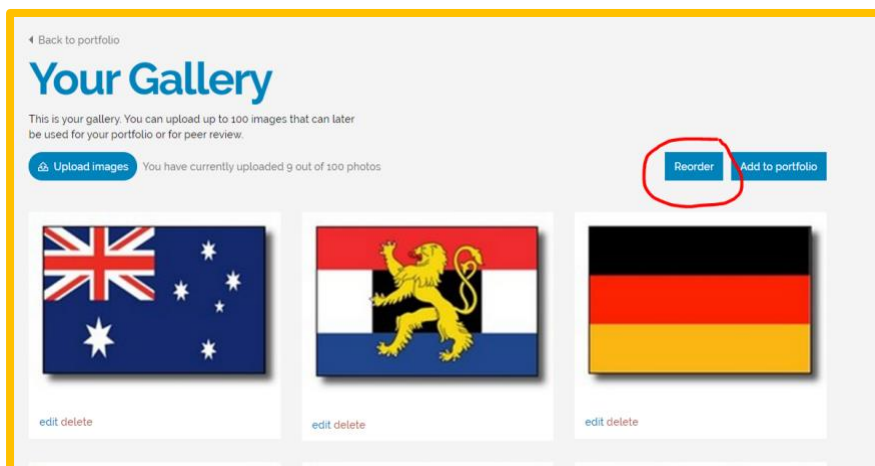 Back to portfolio
Your Gallery
This is your gallery. You can upload up to 100 images that can later
be used for your portfolio or for peer review.
Upload images You have currently uploaded 9 out of 100 photos Reorder Add to portfolio
edit delete edit delete edit delete